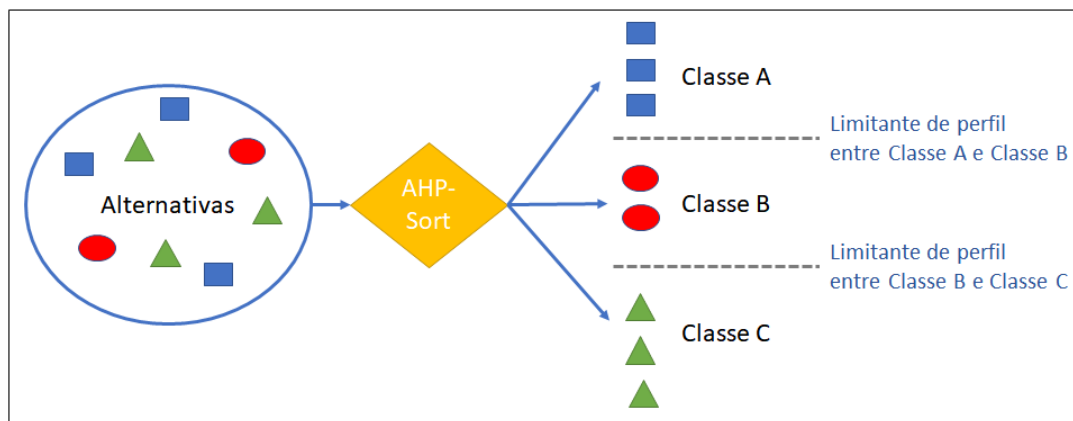 Alternativas
AHP-
Sort
Classe A
Limitante de perfil
entre Classe A e Classe B
Classe B
Limitante de perfil
entre Classe B e Classe C
Classe C